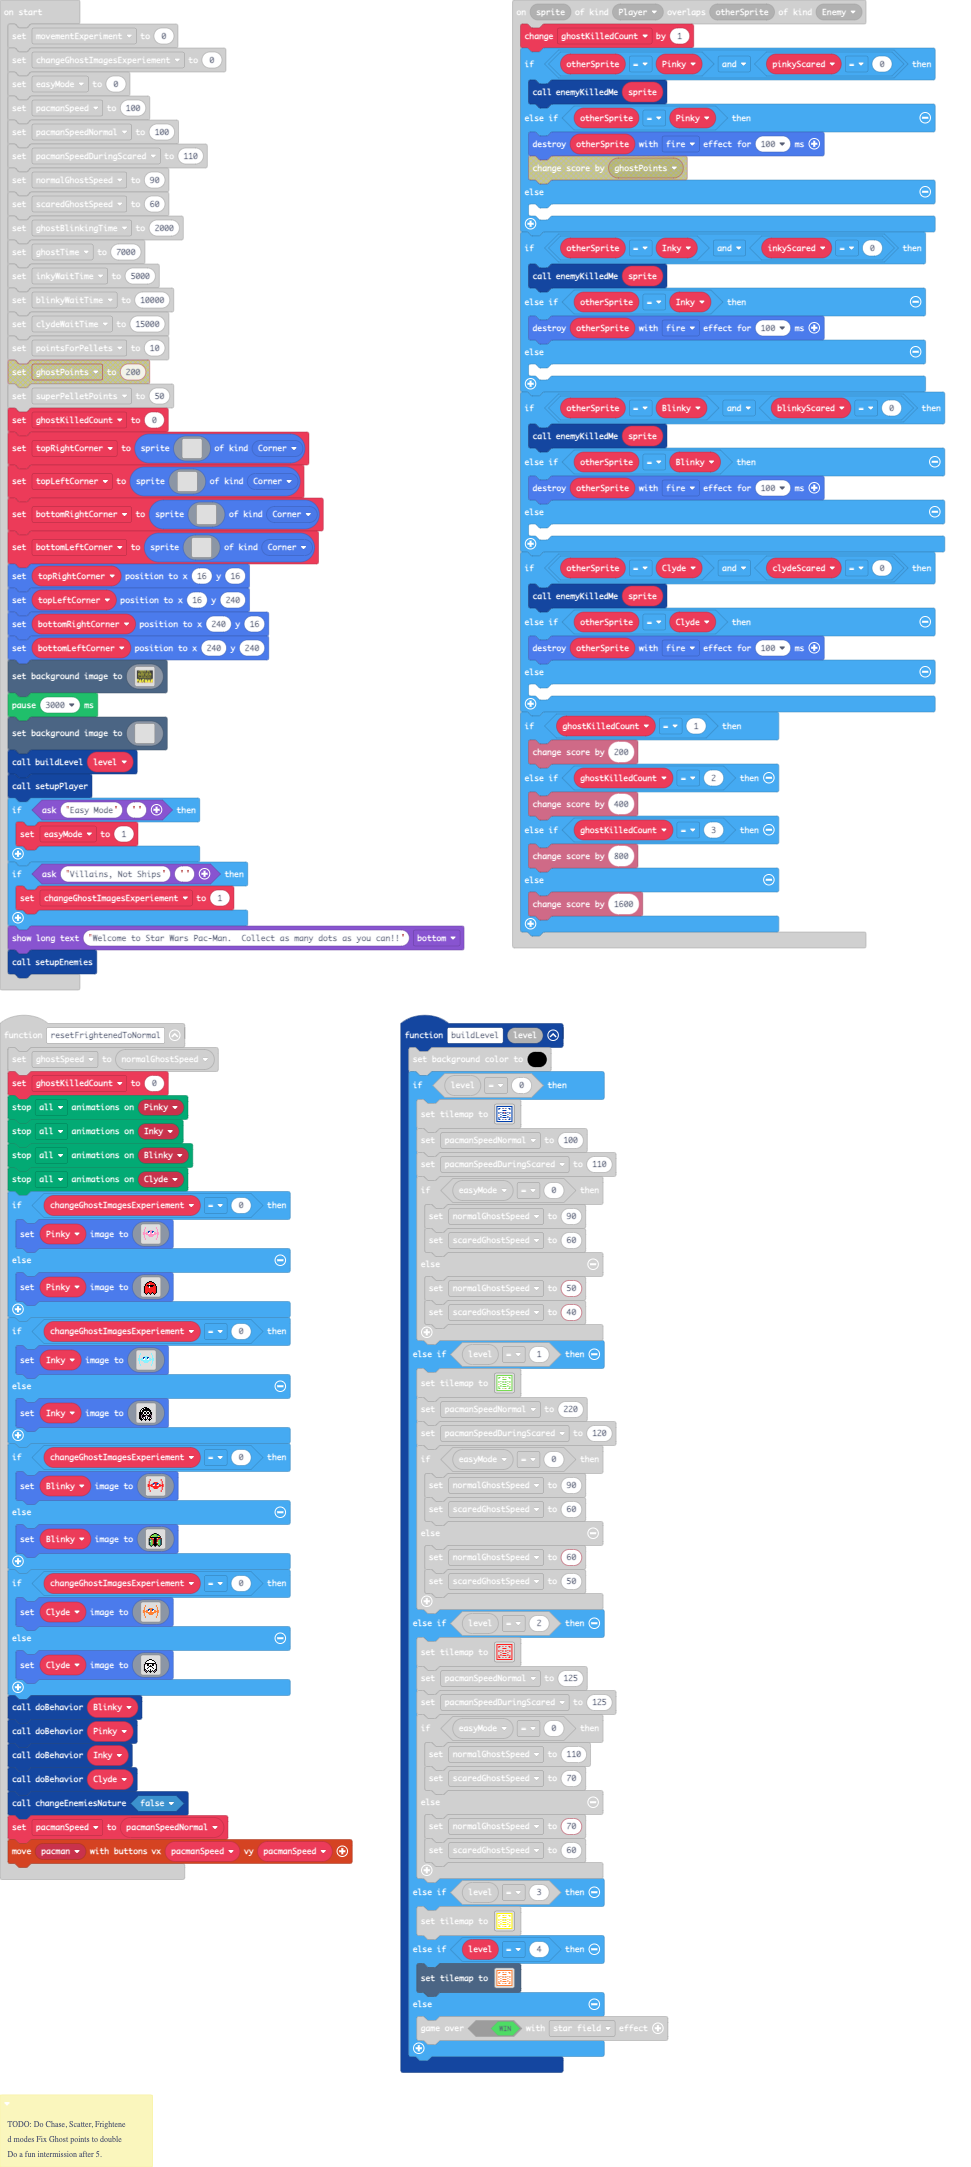 on start
set movementExperiment to 0
set changeGhostImagesExperiement to 0
set easyMode to 0
set pacmanSpeed to 100
set pacmanSpeedNormal to 100
set pacmanSpeedDuringScared to 110
set normalGhostSpeed to 90
set scaredGhostSpeed to 60
set ghostBlinkingTime to 2000
set ghostTime to 7000
set inkyWaitTime to 5000
set blinkyWaitTime to 10000
set clydeWaitTime to 15000
set pointsForPellets to 10
set ghostPoints to 200
set superPelletPoints to 50
set ghostKilledCount to 0
set topRightCorner to sprite of kind Corner
set topLeftCorner to sprite of kind Corner
set bottomRightCorner to sprite of kind Corner
set bottomLeftCorner to sprite of kind Corner
set topRightCorner position to x 16 y 16
set topLeftCorner position to x 16 y 240
set bottomRightCorner position to x 240 y 16
set bottomLeftCorner position to x 240 y 240
set background image to
pause 3000 ms
set background image to
call buildLevel level
call setupPlayer
if ask "Easy Mode" "" then
set easyMode to 1
if ask "Villains, Not Ships" "" then
set changeGhostImagesExperiement to 1
show long text "Welcome to Star Wars Pac-Man.  Collect as many dots as you can!!" bottom
call setupEnemies
on sprite of kind Player overlaps otherSprite of kind Enemy
change ghostKilledCount by 1
if otherSprite = Pinky and pinkyScared = 0 then
call enemyKilledMe sprite
else if otherSprite = Pinky then
destroy otherSprite with fire effect for 100 ms
change score by ghostPoints
else
if otherSprite = Inky and inkyScared = 0 then
call enemyKilledMe sprite
else if otherSprite = Inky then
destroy otherSprite with fire effect for 100 ms
else
if otherSprite = Blinky and blinkyScared = 0 then
call enemyKilledMe sprite
else if otherSprite = Blinky then
destroy otherSprite with fire effect for 100 ms
else
if otherSprite = Clyde and clydeScared = 0 then
call enemyKilledMe sprite
else if otherSprite = Clyde then
destroy otherSprite with fire effect for 100 ms
else
if ghostKilledCount = 1 then
change score by 200
else if ghostKilledCount = 2 then
change score by 400
else if ghostKilledCount = 3 then
change score by 800
else
change score by 1600
function resetFrightenedToNormal
set ghostSpeed to normalGhostSpeed
set ghostKilledCount to 0
stop all animations on Pinky
stop all animations on Inky
stop all animations on Blinky
stop all animations on Clyde
if changeGhostImagesExperiement = 0 then
set Pinky image to
else
set Pinky image to
if changeGhostImagesExperiement = 0 then
set Inky image to
else
set Inky image to
if changeGhostImagesExperiement = 0 then
set Blinky image to
else
set Blinky image to
if changeGhostImagesExperiement = 0 then
set Clyde image to
else
set Clyde image to
call doBehavior Blinky
call doBehavior Pinky
call doBehavior Inky
call doBehavior Clyde
call changeEnemiesNature false
set pacmanSpeed to pacmanSpeedNormal
move pacman with buttons vx pacmanSpeed vy pacmanSpeed
function buildLevel level
set background color to
if level = 0 then
set tilemap to
set pacmanSpeedNormal to 100
set pacmanSpeedDuringScared to 110
if easyMode = 0 then
set normalGhostSpeed to 90
set scaredGhostSpeed to 60
else
set normalGhostSpeed to 50
set scaredGhostSpeed to 40
else if level = 1 then
set tilemap to
set pacmanSpeedNormal to 220
set pacmanSpeedDuringScared to 120
if easyMode = 0 then
set normalGhostSpeed to 90
set scaredGhostSpeed to 60
else
set normalGhostSpeed to 60
set scaredGhostSpeed to 50
else if level = 2 then
set tilemap to
set pacmanSpeedNormal to 125
set pacmanSpeedDuringScared to 125
if easyMode = 0 then
set normalGhostSpeed to 110
set scaredGhostSpeed to 70
else
set normalGhostSpeed to 70
set scaredGhostSpeed to 60
else if level = 3 then
set tilemap to
else if level = 4 then
set tilemap to
else
game over WIN with star field effect
TODO: Do Chase, Scatter, Frightene
d modes Fix Ghost points to double
Do a fun intermission after 5.